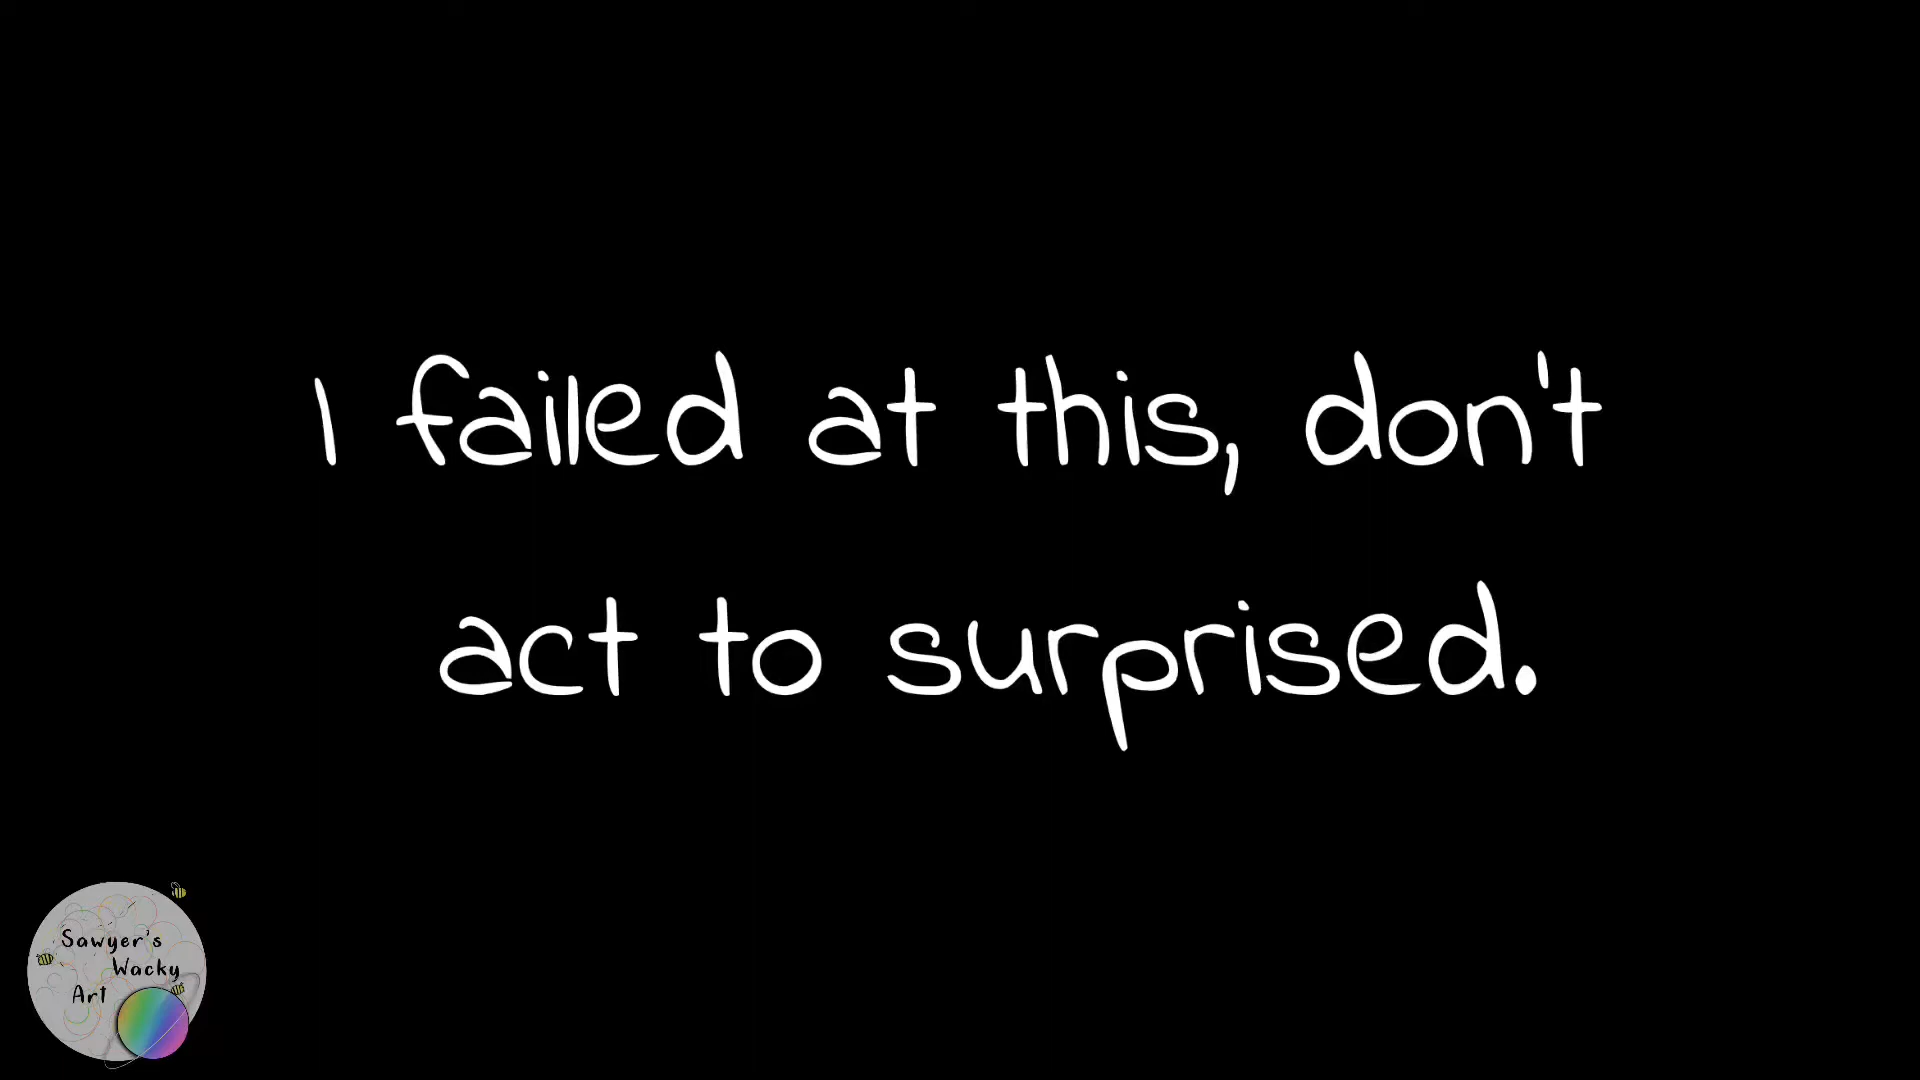 I failed at this, don't
act to surprised.
Sawyer's
Wacky
Art